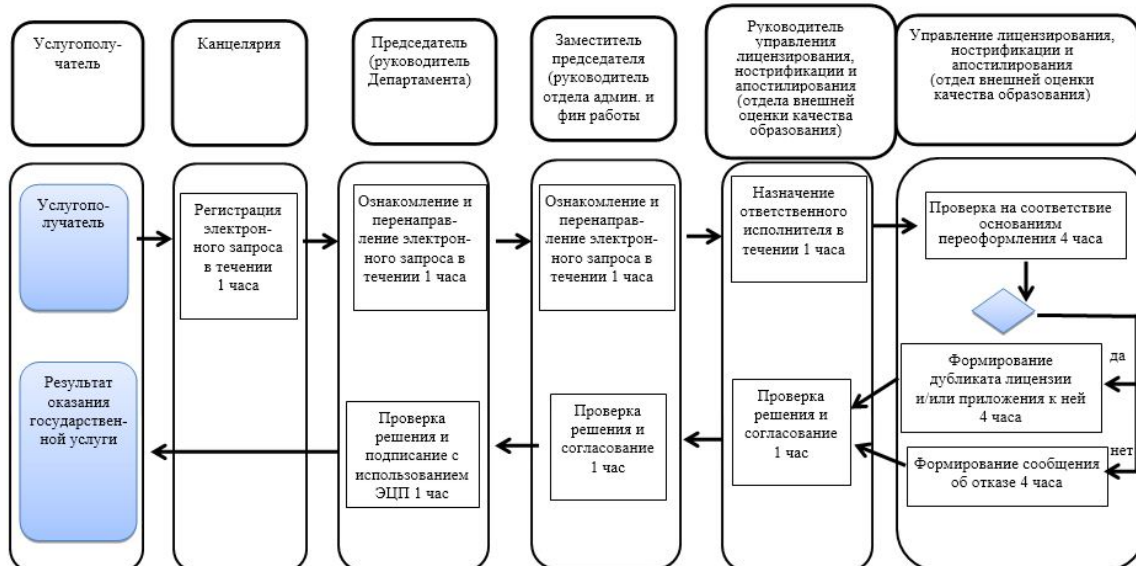 Услугополу-
чатель
Канцелярия
Председатель
(руководитель
Департамента)
Заместитель
председателя
(руководитель
отдела админ. и
фин работы
Руководитель
управления
лицензирования,
нострификации и
апостилирования
(отдела внешней
оценки качества
образования)
Управление лицензирования,
нострификации и
апостилирования
(отдел внешней оценки
качества образования)
Услугопо-
лучатель
Регистрация
электрон-
ного запроса
в течении
1 часа
Ознакомление и
перенаправ-
ление электрон-
ного запроса в
течении 1 часа
Ознакомление и
перенаправ-
ление электрон-
ного запроса в
течении 1 часа
Назначение
ответственного
исполнителя в
течении 1 часа
Проверка на соответствие
основаниям
переоформления 4 часа
да
Формирование
дубликата лицензии
и/или приложения к ней
4 часа
нет
Формирование сообщения
об отказе 4 часа
Проверка
решения и
согласование
1 час
Проверка
решения и
согласование
1 час
Проверка
решения и
подписание с
использованием
ЭЦП 1 час
Результат
оказания
государствен-
ной услуги